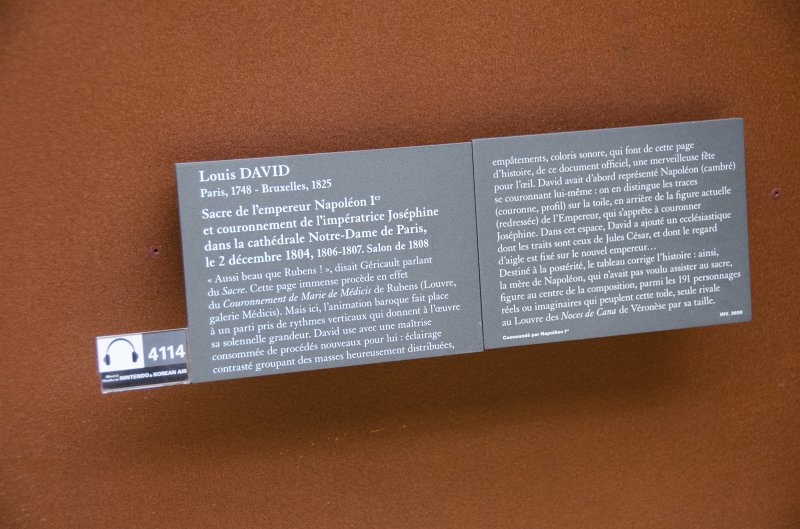 Louis DAVID
Paris, 1748 - Bruxelles, 1825
Sacre de l'empereur Napoléon Ier
et couronnement de l'impératrice Joséphine
dans la cathédrale Notre-Dame de Paris,
le 2 décembre 1804, 1806-1807. Salon de 1808
« Aussi beau que Rubens ! », disait Géricault parlant
du Sacre. Cette page immense procède en effet
du Couronnement de Marie de Médicis de Rubens (Louvre,
galerie Médicis). Mais ici, l'animation baroque fait place
à un parti pris de rythmes verticaux qui donnent à l'œuvre
sa solennelle grandeur. David use avec une maîtrise
consommée de procédés nouveaux pour lui : éclairage
contrasté groupant des masses heureusement distribuées,
empâtements, coloris sonore, qui font de cette page
d'histoire, de ce document officiel, une merveilleuse fête
pour l'œil. David avait d'abord représenté Napoléon (cambré)
se couronnant lui-même : on en distingue les traces
(couronne, profil) sur la toile, en arrière de la figure actuelle
(redressée) de l'Empereur, qui s'apprête à couronner
Joséphine. Dans cet espace, David a ajouté un ecclésiastique
dont les traits sont ceux de Jules César, et dont le regard
d'aigle est fixé sur le nouvel empereur...
Destiné à la postérité, le tableau corrige l'histoire : ainsi,
la mère de Napoléon, qui n'avait pas voulu assister au sacre,
figure au centre de la composition, parmi les 191 personnages
réels ou imaginaires qui peuplent cette toile, seule rivale
au Louvre des Noces de Cana de Véronèse par sa taille.
Commandé par Napoléon Ier
INV. 3699
4114
NINTENDO & KOREAN AIR